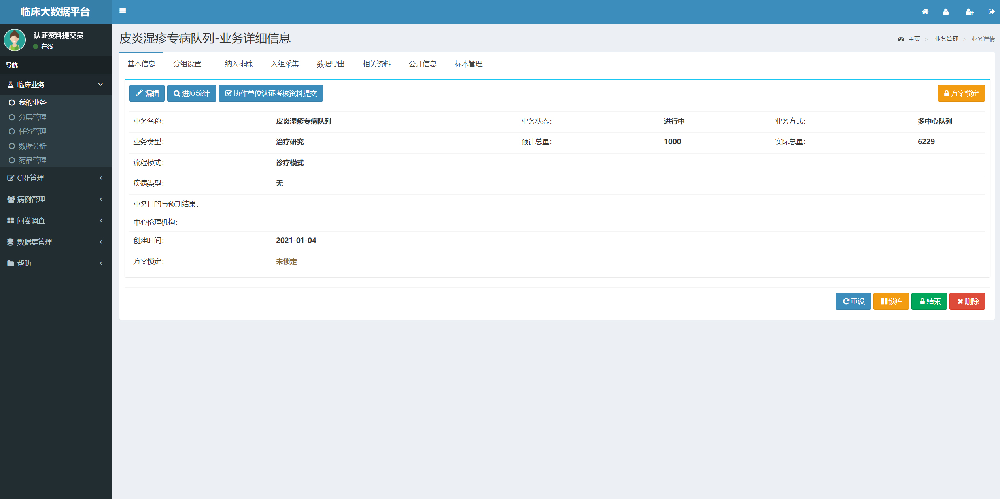 临床大数据平台
认证资料提交员
在线
导航
临床业务
我的业务
分层管理
任务管理
数据分析
药品管理
CRF管理
病例管理
问卷调查
数据集管理
帮助
皮炎湿疹专病队列-业务详细信息
主页 > 业务管理 > 业务详情
基本信息 分组设置 纳入排除 入组采集 数据导出 相关资料 公开信息 标本管理
编辑 进度统计 协作单位认证考核资料提交 方案锁定
业务名称: 皮炎湿疹专病队列 业务状态: 进行中 业务方式: 多中心队列
业务类型: 治疗研究 预计总量: 1000 实际总量: 6229
流程模式: 诊疗模式
疾病类型: 无
业务目的与预期结果:
中心伦理机构:
创建时间: 2021-01-04
方案锁定: 未锁定
重设 锁库 结束 删除